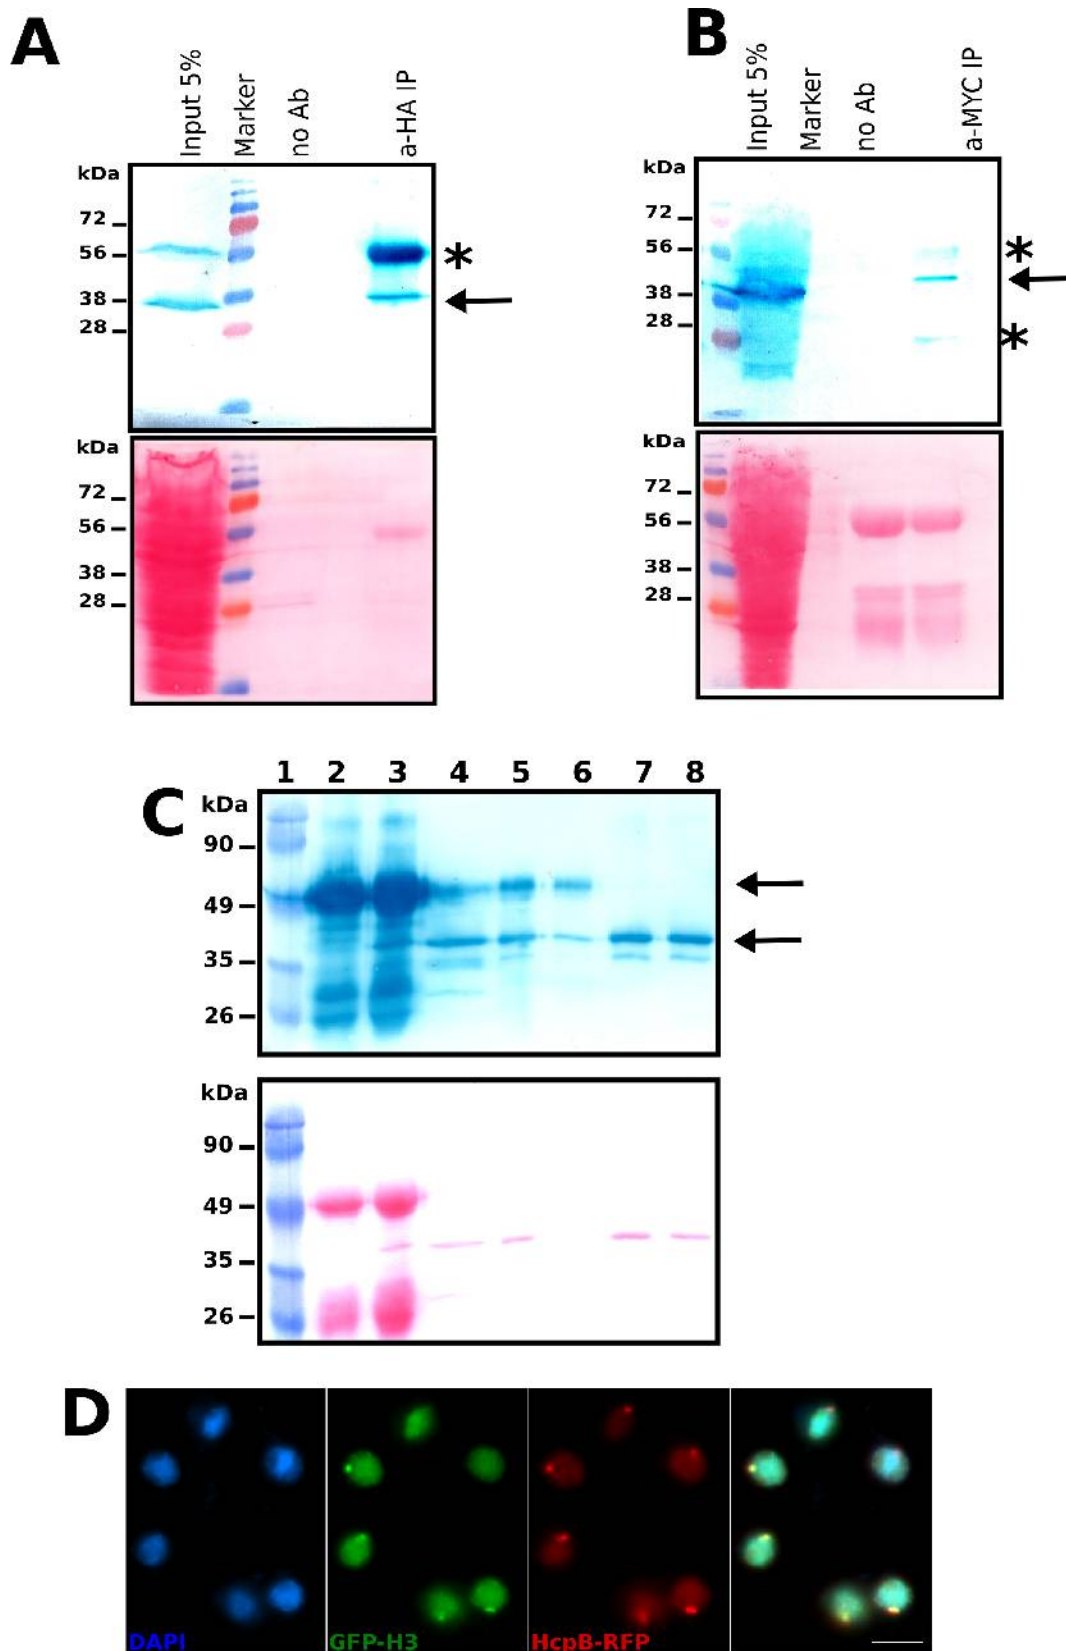 A
B
Input 5%
Marker
no Ab
a-HA IP
Input 5%
Marker
no Ab
a-MYC IP
kDa
72
56
38
28
*
kDa
72
56
38
28
*
*
kDa
72
56
38
28
kDa
72
56
38
28
C
1 2 3 4 5 6 7 8
kDa
90
49
35
26
kDa
90
49
35
26
D
DAPI
GFP-H3
HcpB-RFP